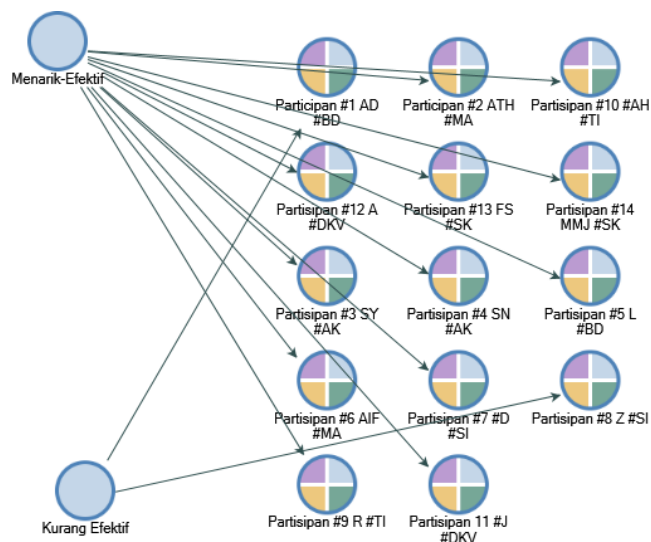 Menarik-Efektif
Participan #1 AD
#BD
Participan #2 ATH
#MA
Partisipan #10 #AH
#TI
Partisipan #12 A
#DKV
Partisipan #13 FS
#SK
Partisipan #14
MMJ #SK
Partisipan #3 SY
#AK
Partisipan #4 SN
#AK
Partisipan #5 L
#BD
Partisipan #6 AIF
#MA
Partisipan #7 #D
#SI
Partisipan #8 Z #SI
Kurang Efektif
Partisipan #9 R #TI
Partisipan 11 #J
#DKV